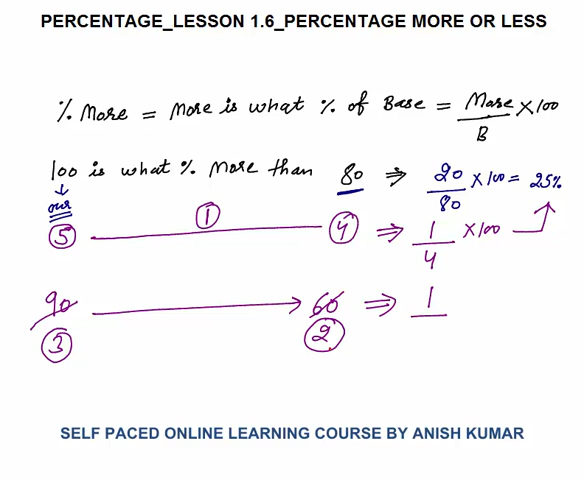 PERCENTAGE_LESSON 1.6_PERCENTAGE MORE OR LESS
% More = More is what % of Base = More/B × 100
100 is what % more than 80 ⇒ 20/80 × 100 = 25%
our
5 1 4 ⇒ 1/4 × 100
90 60 ⇒ 1
3 2
SELF PACED ONLINE LEARNING COURSE BY ANISH KUMAR